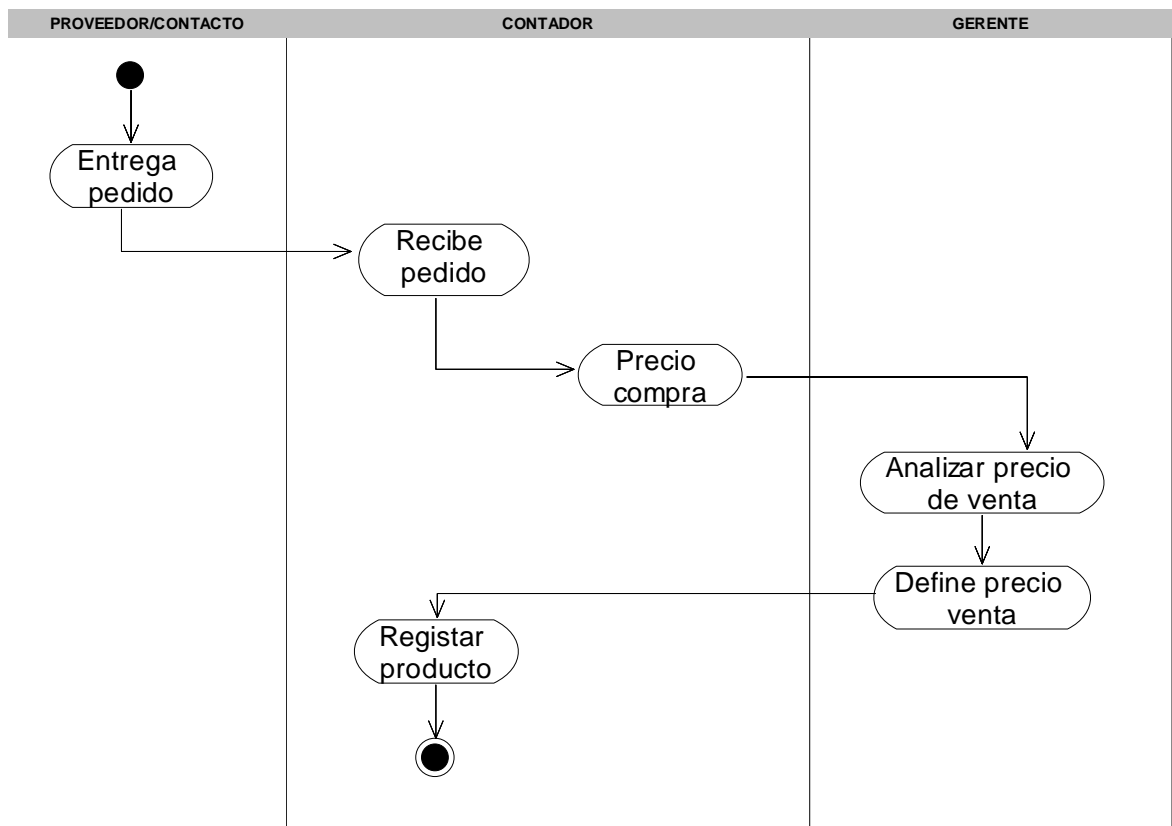 PROVEEDOR/CONTACTO
CONTADOR
GERENTE
Entrega
pedido
Recibe
pedido
Precio
compra
Analizar precio
de venta
Define precio
venta
Registar
producto